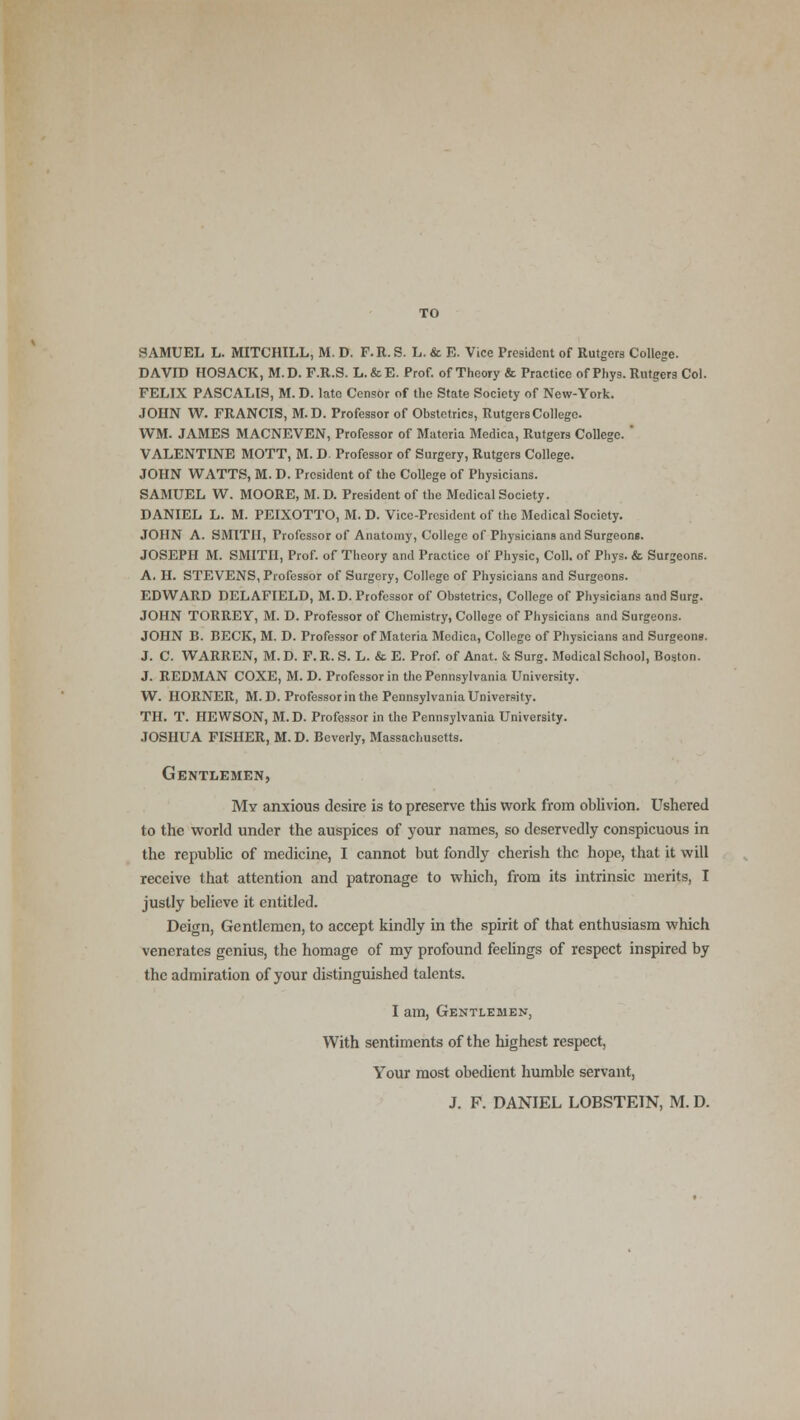 TO
SAMUEL L. MITCHILL, M. D. F. R. S. L. & E. Vice President of Rutgers College.
DAVID HOSACK, M. D. F.R.S. L. & E. Prof. of Theory & Practice of Phys. Rutgers Col.
FELIX PASCALIS, M. D. late Censor of the State Society of New-York.
JOHN W. FRANCIS, M. D. Professor of Obstetrics, Rutgers College.
WM. JAMES MACNEVEN, Professor of Materia Medica, Rutgers College.
VALENTINE MOTT, M. D. Professor of Surgery, Rutgers College.
JOHN WATTS, M. D. President of the College of Physicians.
SAMUEL W. MOORE, M. D. President of the Medical Society.
DANIEL L. M. PEIXOTTO, M. D. Vice-President of the Medical Society.
JOHN A. SMITH, Professor of Anatomy, College of Physicians and Surgeons.
JOSEPH M. SMITH, Prof. of Theory and Practice of Physic, Coll. of Phys. & Surgeons.
A. H. STEVENS, Professor of Surgery, College of Physicians and Surgeons.
EDWARD DELAFIELD, M. D. Professor of Obstetrics, College of Physicians and Surg.
JOHN TORREY, M. D. Professor of Chemistry, College of Physicians and Surgeons.
JOHN B. BECK, M. D. Professor of Materia Medica, College of Physicians and Surgeons.
J. C. WARREN, M. D. F. R. S. L. & E. Prof. of Anat. & Surg. Medical School, Boston.
J. REDMAN COXE, M. D. Professor in the Pennsylvania University.
W. HORNER, M. D. Professor in the Pennsylvania University.
TH. T. HEWSON, M. D. Professor in the Pennsylvania University.
JOSHUA FISHER, M. D. Beverly, Massachusetts.
GENTLEMEN,
MY anxious desire is to preserve this work from oblivion. Ushered
to the world under the auspices of your names, so deservedly conspicuous in
the republic of medicine, I cannot but fondly cherish the hope, that it will
receive that attention and patronage to which, from its intrinsic merits, I
justly believe it entitled.
Deign, Gentlemen, to accept kindly in the spirit of that enthusiasm which
venerates genius, the homage of my profound feelings of respect inspired by
the admiration of your distinguished talents.
I am, GENTLEMEN,
With sentiments of the highest respect,
Your most obedient humble servant,
J. F. DANIEL LOBSTEIN, M. D.